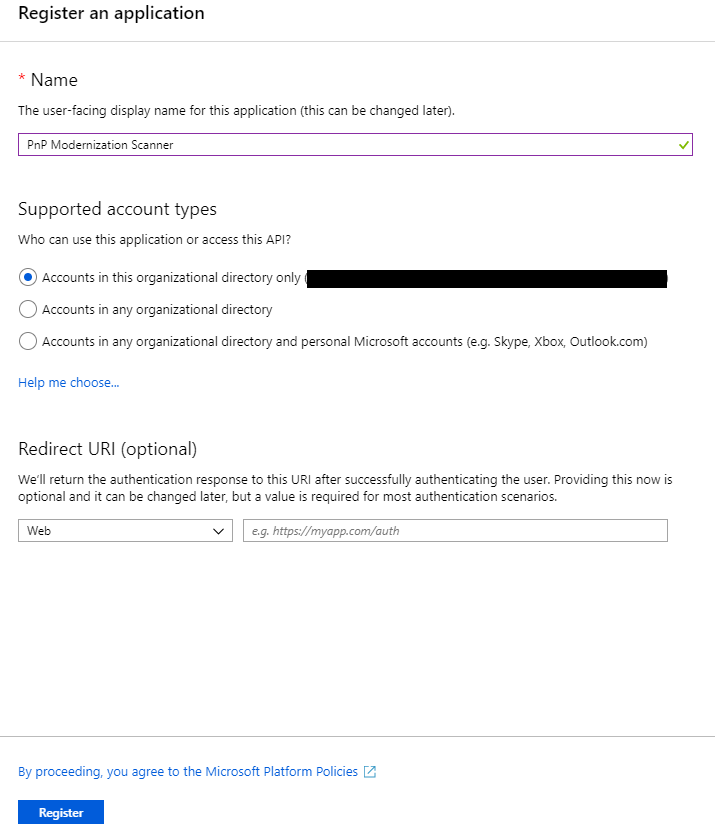 Register an application
* Name
The user-facing display name for this application (this can be changed later).
PnP Modernization Scanner
Supported account types
Who can use this application or access this API?
Accounts in this organizational directory only (
Accounts in any organizational directory
Accounts in any organizational directory and personal Microsoft accounts (e.g. Skype, Xbox, Outlook.com)
Help me choose...
Redirect URI (optional)
We'll return the authentication response to this URI after successfully authenticating the user. Providing this now is
optional and it can be changed later, but a value is required for most authentication scenarios.
Web
e.g. https://myapp.com/auth
By proceeding, you agree to the Microsoft Platform Policies
Register